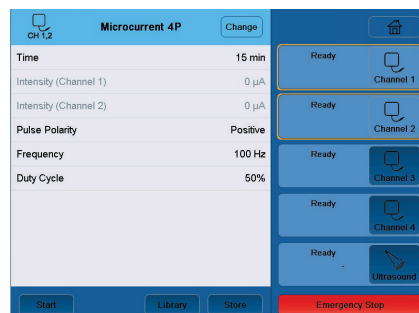 CH 1,2
Microcurrent 4P
Change
Time 15 min
Intensity (Channel 1) 0 µA
Intensity (Channel 2) 0 µA
Pulse Polarity Positive
Frequency 100 Hz
Duty Cycle 50%
Start
Library
Store
Ready
Channel 1
Ready
Channel 2
Ready
Channel 3
Ready
Channel 4
Ready
Ultrasound
Emergency Stop